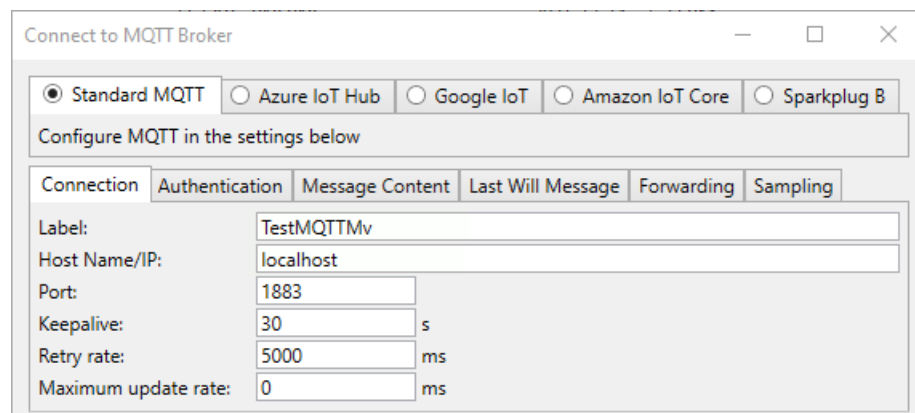 Connect to MQTT Broker
Standard MQTT Azure IoT Hub Google IoT Amazon IoT Core Sparkplug B
Configure MQTT in the settings below
Connection Authentication Message Content Last Will Message Forwarding Sampling
Label: TestMQTTMv
Host Name/IP: localhost
Port: 1883
Keepalive: 30 s
Retry rate: 5000 ms
Maximum update rate: 0 ms